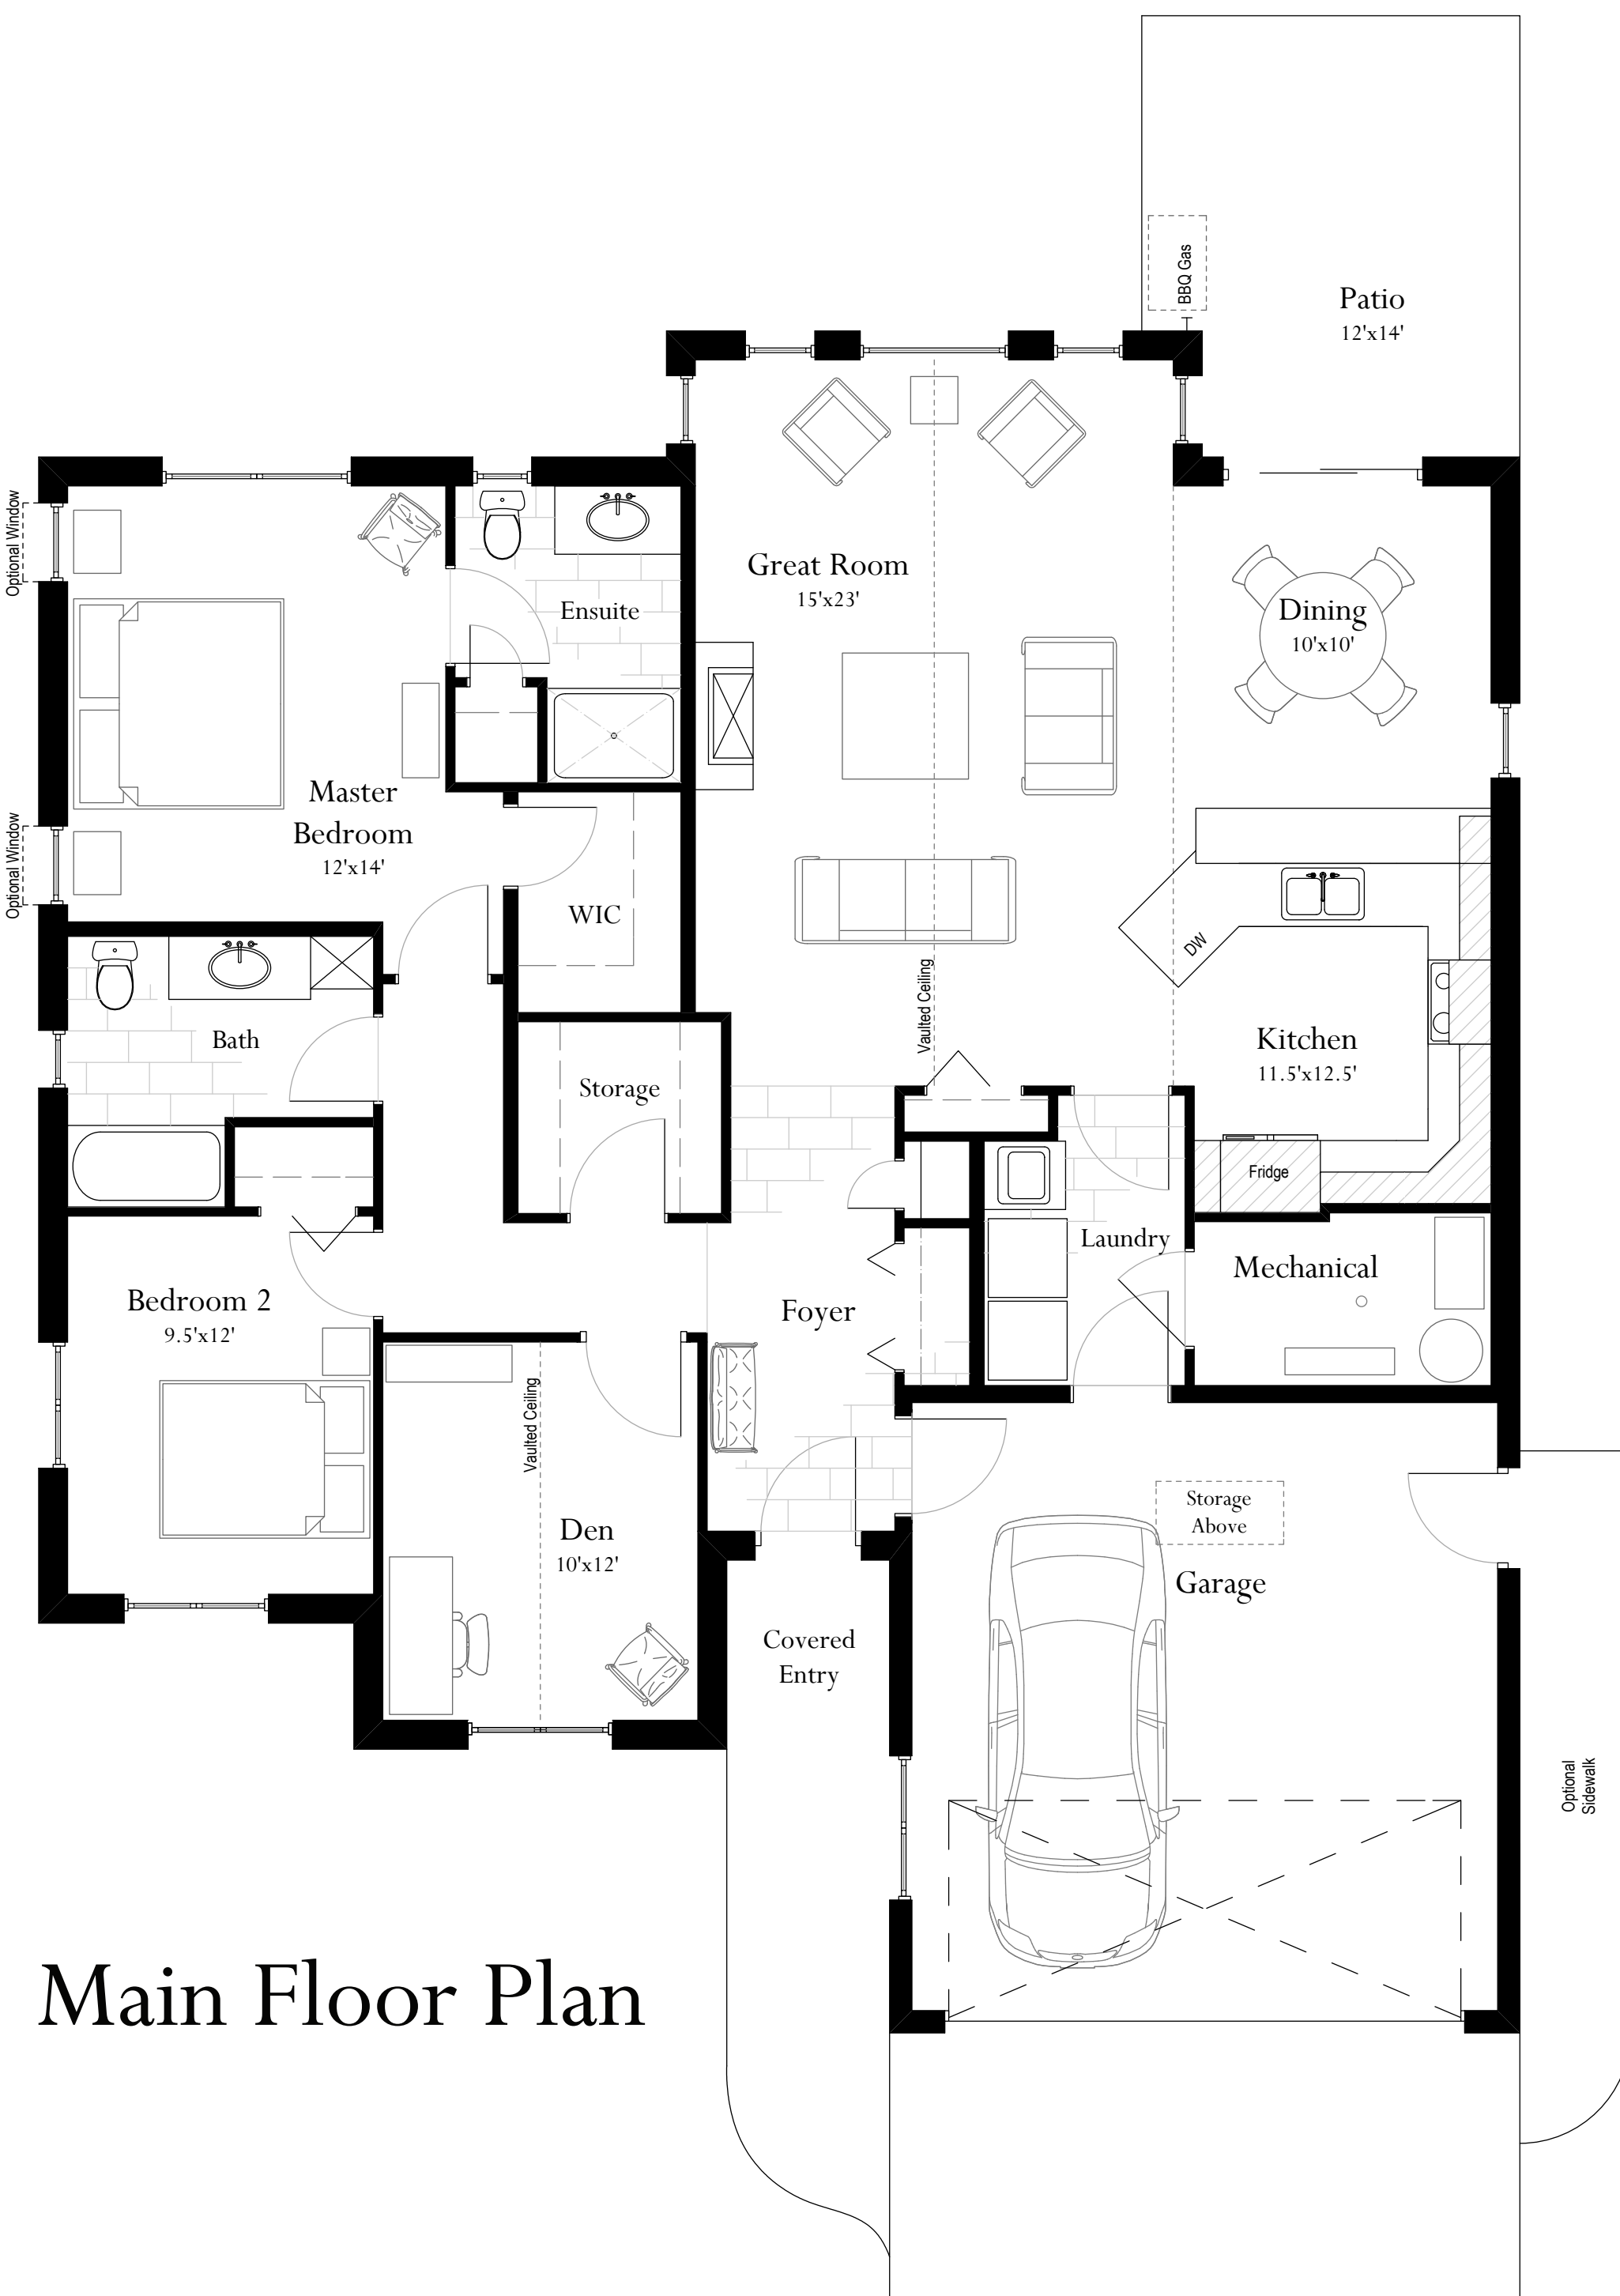 BBQ Gas
Patio
12'x14'
Optional Window
Great Room
15'x23'
Ensuite
Dining
10'x10'
Master
Bedroom
12'x14'
Optional Window
WIC
DW
Vaulted Ceiling
Bath
Storage
Kitchen
11.5'x12.5'
Fridge
Laundry
Mechanical
Bedroom 2
9.5'x12'
Foyer
Vaulted Ceiling
Den
10'x12'
Storage
Above
Garage
Covered
Entry
Optional
Sidewalk
Main Floor Plan